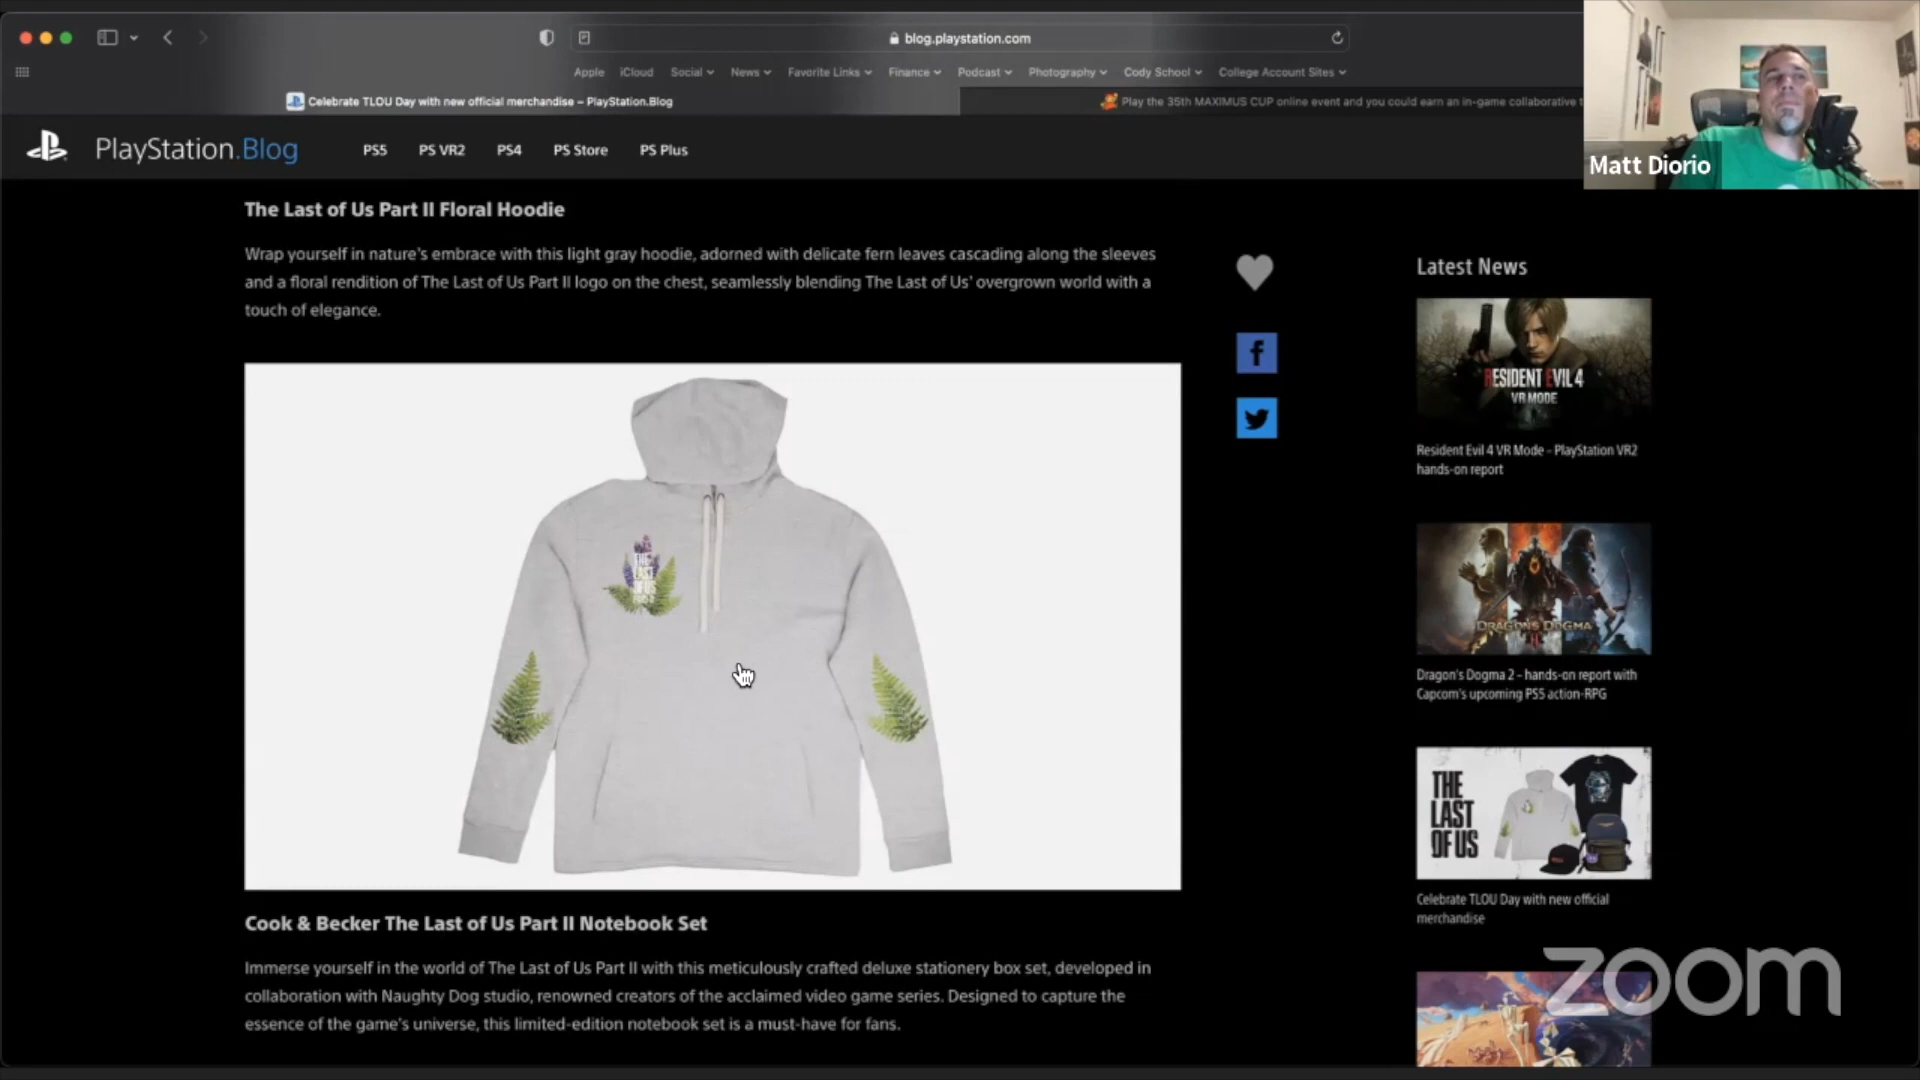 blog.playstation.com
Apple iCloud Social News Favorite Links Finance Podcast Photography Cody School College Account Sites
Celebrate TLOU Day with new official merchandise – PlayStation.Blog
Play the 35th MAXIMUS CUP online event and you could earn an in-game collaborative t
Matt Diorio
PlayStation.Blog
PS5 PS VR2 PS4 PS Store PS Plus
The Last of Us Part II Floral Hoodie
Wrap yourself in nature's embrace with this light gray hoodie, adorned with delicate fern leaves cascading along the sleeves
and a floral rendition of The Last of Us Part II logo on the chest, seamlessly blending The Last of Us' overgrown world with a
touch of elegance.
THE
LAST
OF US
Cook & Becker The Last of Us Part II Notebook Set
Immerse yourself in the world of The Last of Us Part II with this meticulously crafted deluxe stationery box set, developed in
collaboration with Naughty Dog studio, renowned creators of the acclaimed video game series. Designed to capture the
essence of the game's universe, this limited-edition notebook set is a must-have for fans.
Latest News
RESIDENT EVIL 4
VR MODE
Resident Evil 4 VR Mode – PlayStation VR2
hands-on report
DRAGON'S DOGMA
Dragon's Dogma 2 – hands-on report with
Capcom's upcoming PS5 action-RPG
THE
LAST
OF US
Celebrate TLOU Day with new official
merchandise
zoom